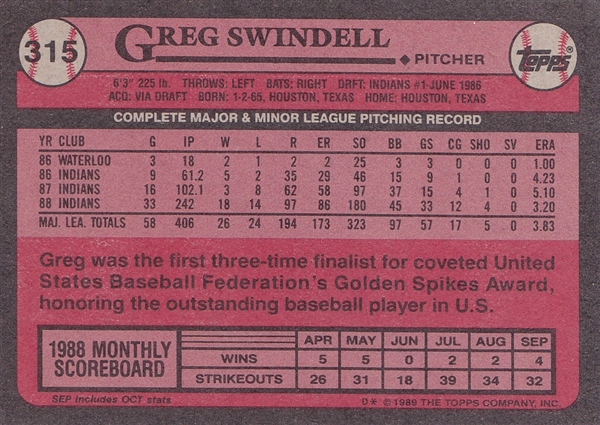 315
GREG SWINDELL
PITCHER
TOPPS®
6'3" 225 lb. THROWS: LEFT BATS: RIGHT DRFT: INDIANS #1-JUNE 1986
ACQ: VIA DRAFT BORN: 1-2-65, HOUSTON, TEXAS HOME: HOUSTON, TEXAS
COMPLETE MAJOR & MINOR LEAGUE PITCHING RECORD
YR CLUB G IP W L R ER SO BB GS CG SHO SV ERA
86 WATERLOO 3 18 2 1 2 2 25 3 3 0 0 0 1.00
86 INDIANS 9 61.2 5 2 35 29 46 15 9 1 0 0 4.23
87 INDIANS 16 102.1 3 8 62 58 97 37 15 4 1 0 5.10
88 INDIANS 33 242 18 14 97 86 180 45 33 12 4 0 3.20
MAJ. LEA. TOTALS 58 406 26 24 194 173 323 97 57 17 5 0 3.83
Greg was the first three-time finalist for coveted United
States Baseball Federation's Golden Spikes Award,
honoring the outstanding baseball player in U.S.
1988 MONTHLY
SCOREBOARD
APR MAY JUN JUL AUG SEP
WINS 5 5 0 2 2 4
STRIKEOUTS 26 31 18 39 34 32
SEP includes OCT stats
D* © 1989 THE TOPPS COMPANY, INC.